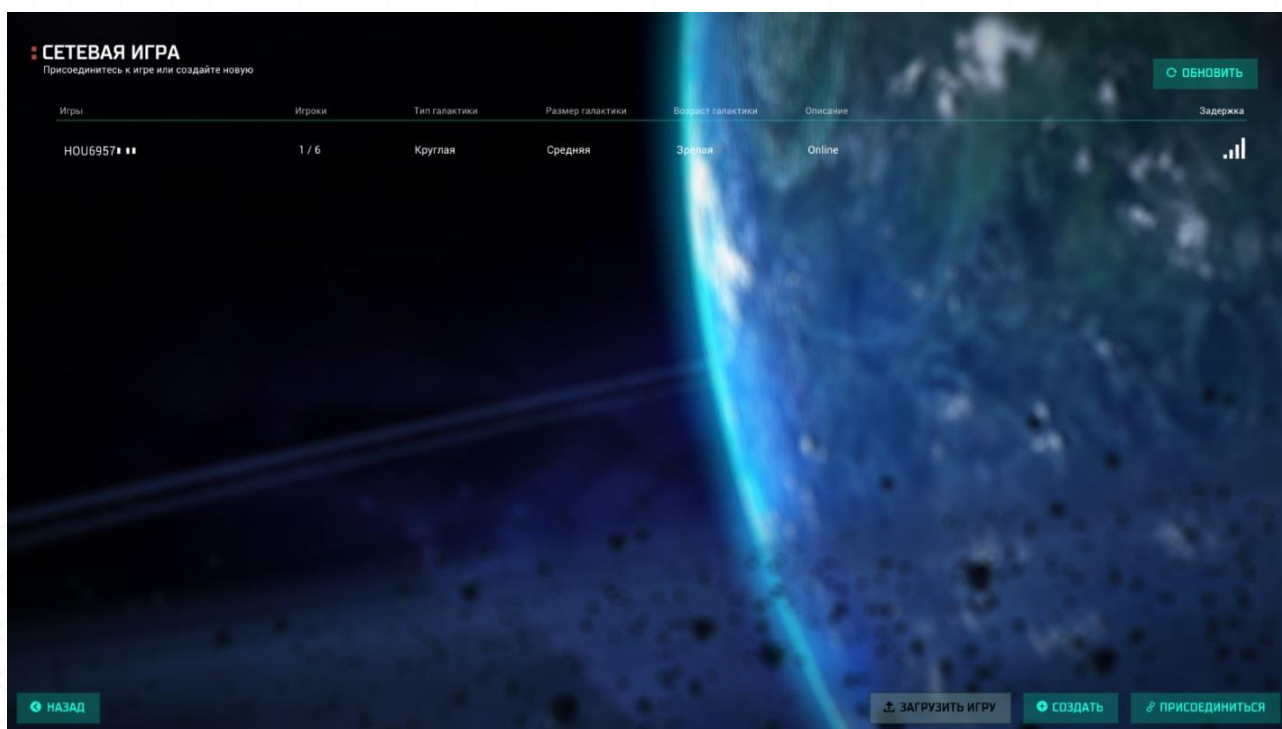 СЕТЕВАЯ ИГРА
Присоединитесь к игре или создайте новую
ОБНОВИТЬ
Игры Игроки Тип галактики Размер галактики Возраст галактики Описание Задержка
1 / 6 Круглая Средняя Зрелая Online
НАЗАД ЗАГРУЗИТЬ ИГРУ СОЗДАТЬ ПРИСОЕДИНИТЬСЯ